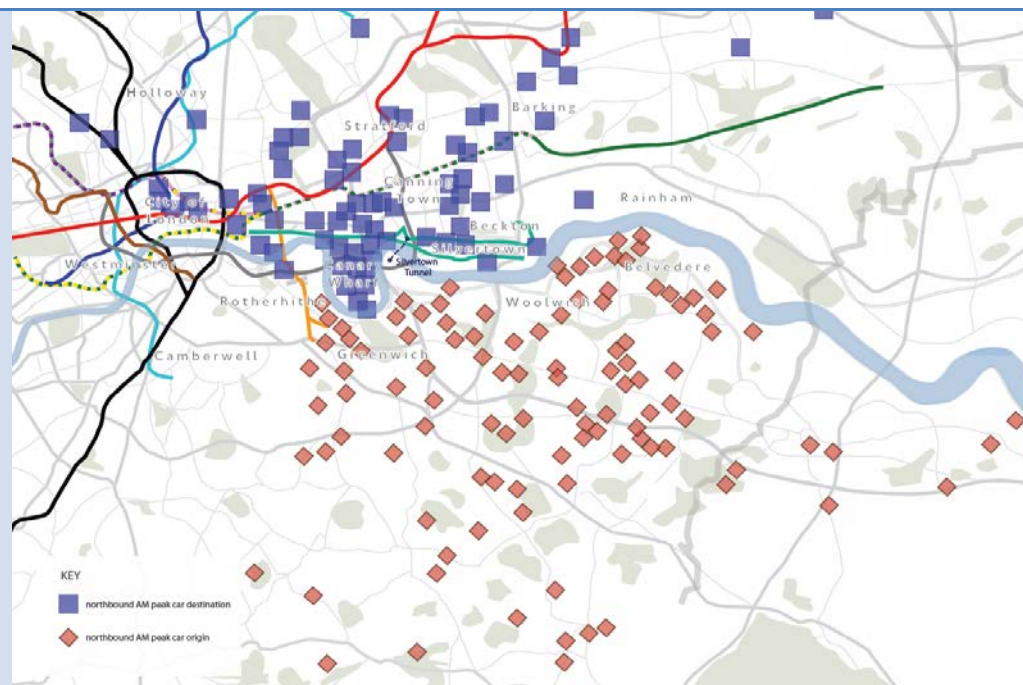 Holloway
Barking
Stratford
Canning
Town
Rainham
City of
London
Beckton
Silvertown
Westminster
Silvertown
Tunnel
Belvedere
Canary
Wharf
Rotherhithe
Woolwich
Camberwell
Greenwich
KEY
northbound AM peak car destination
northbound AM peak car origin